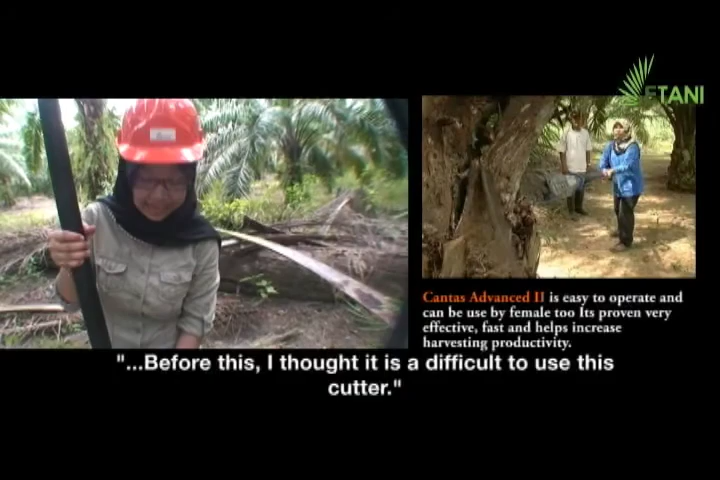 ETANI
Cantas Advanced II is easy to operate and
can be use by female too Its proven very
effective, fast and helps increase
harvesting productivity.
"...Before this, I thought it is a difficult to use this
cutter."